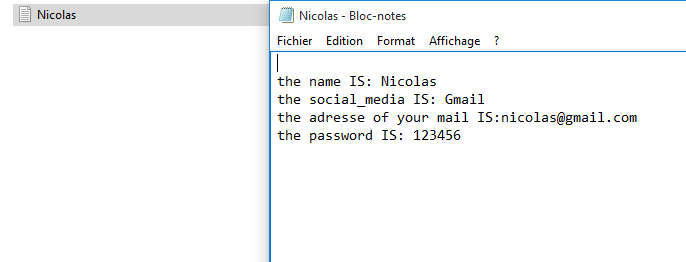 Nicolas
Nicolas - Bloc-notes
Fichier Edition Format Affichage ?
the name IS: Nicolas
the social_media IS: Gmail
the adresse of your mail IS:nicolas@gmail.com
the password IS: 123456